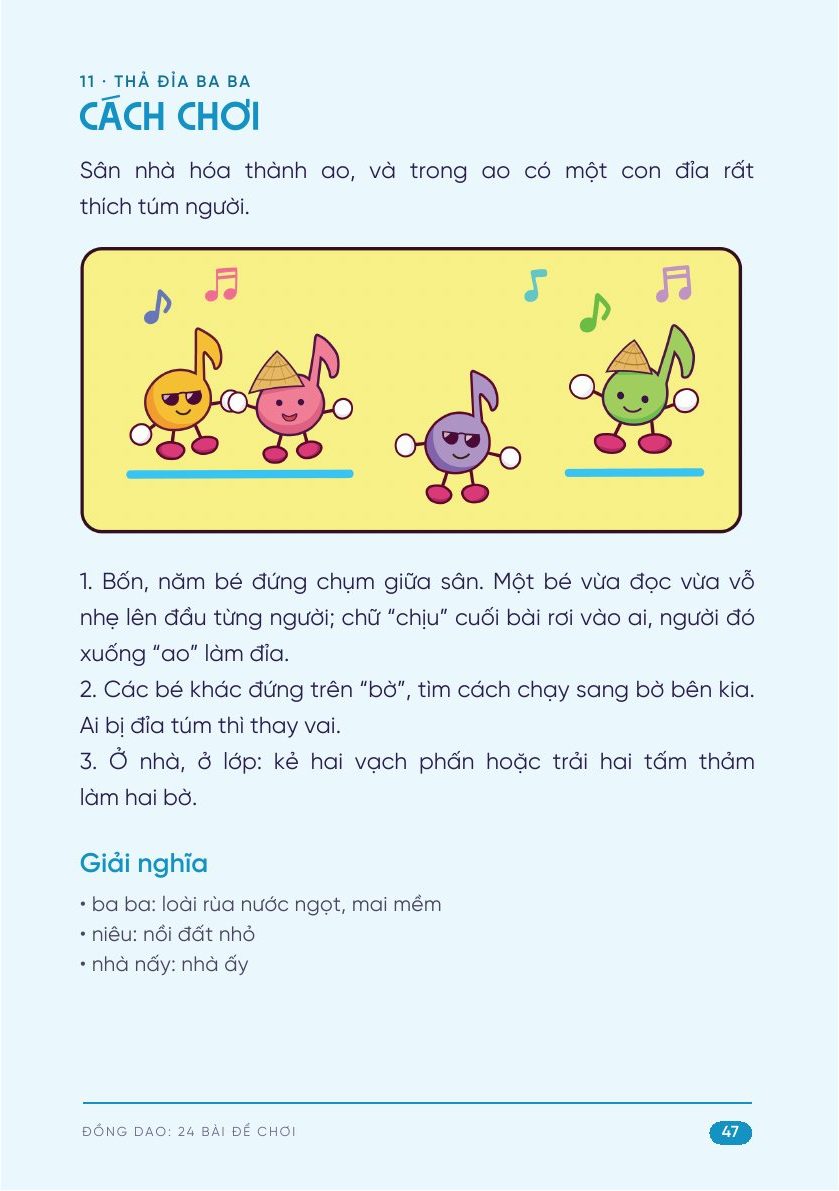 11 · THẢ ĐỈA BA BA
CÁCH CHƠI
Sân nhà hóa thành ao, và trong ao có một con đỉa rất
thích túm người.
1. Bốn, năm bé đứng chụm giữa sân. Một bé vừa đọc vừa vỗ
nhẹ lên đầu từng người; chữ “chịu” cuối bài rơi vào ai, người đó
xuống “ao” làm đỉa.
2. Các bé khác đứng trên “bờ”, tìm cách chạy sang bờ bên kia.
Ai bị đỉa túm thì thay vai.
3. Ở nhà, ở lớp: kẻ hai vạch phấn hoặc trải hai tấm thảm
làm hai bờ.
Giải nghĩa
• ba ba: loài rùa nước ngọt, mai mềm
• niêu: nồi đất nhỏ
• nhà nấy: nhà ấy
ĐỒNG DAO: 24 BÀI ĐỂ CHƠI
47